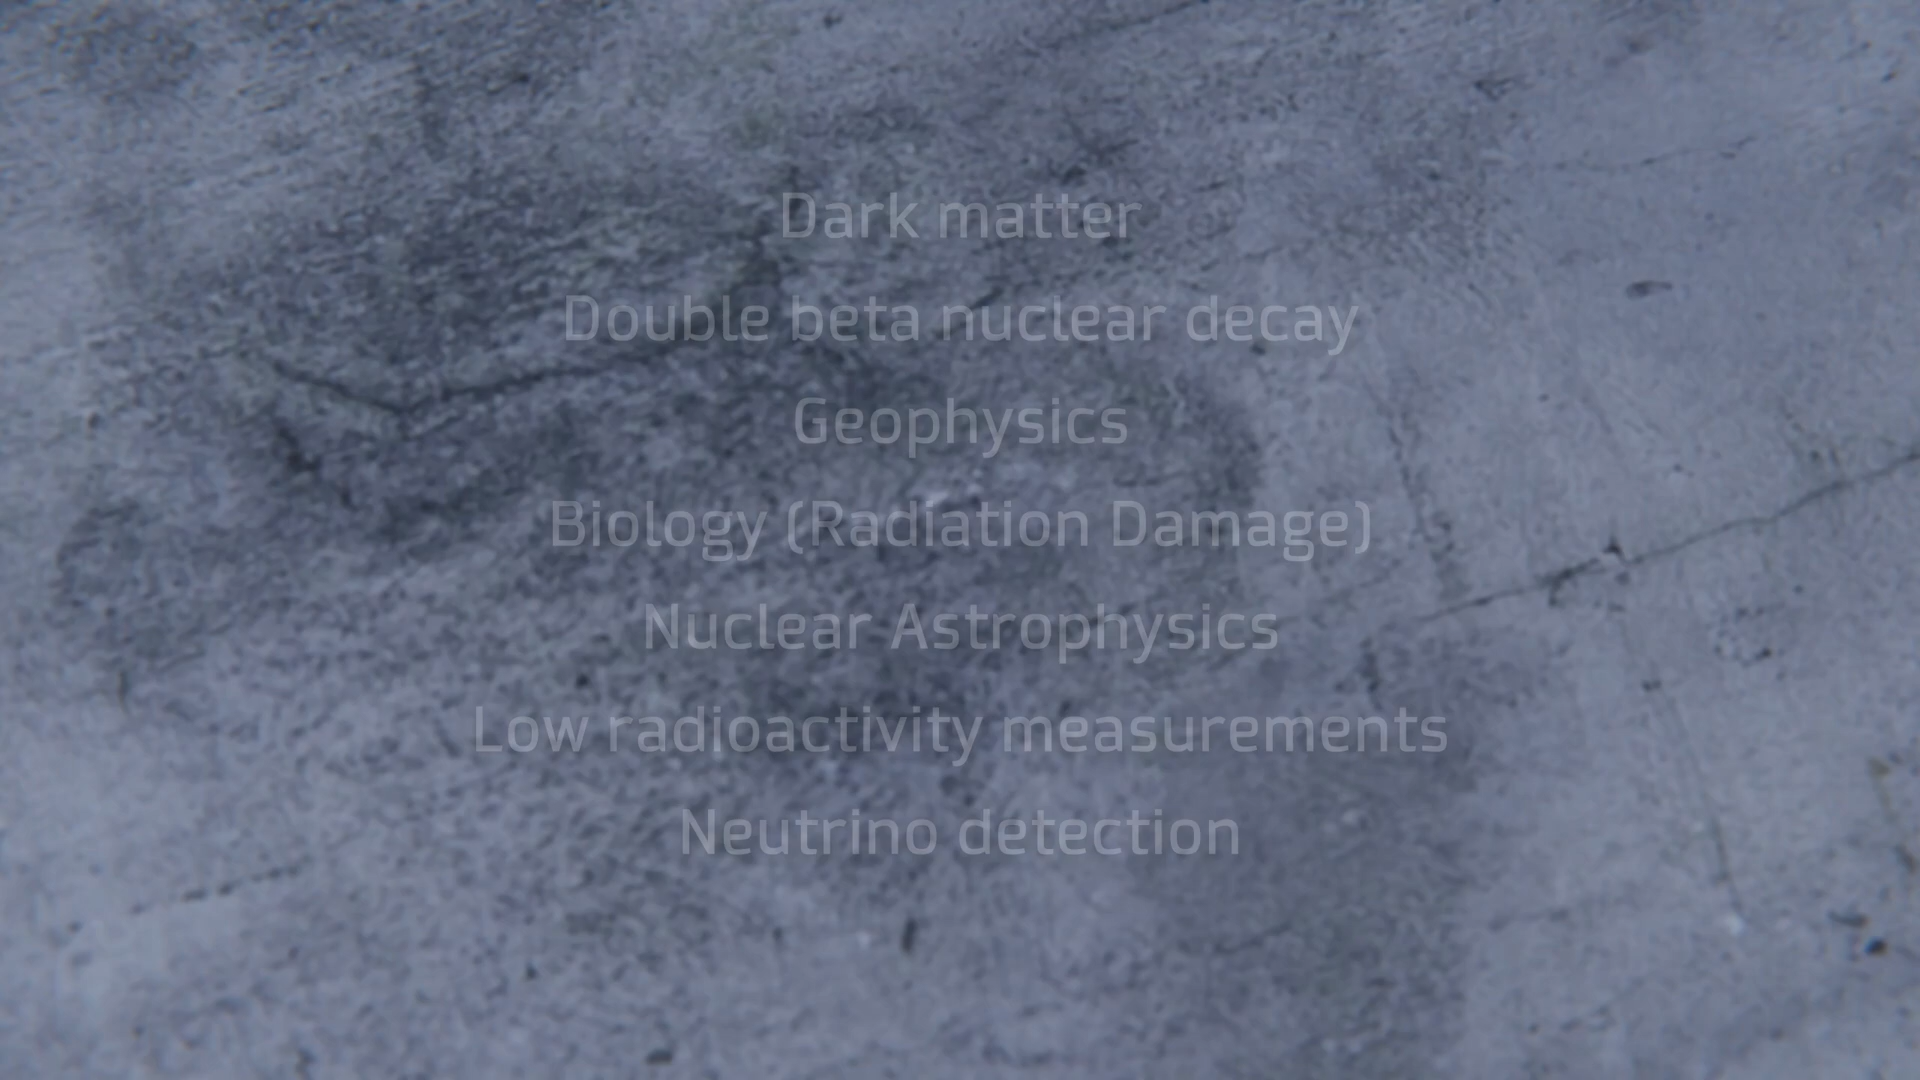 Dark matter
Double beta nuclear decay
Geophysics
Biology (Radiation Damage)
Nuclear Astrophysics
Low radioactivity measurements
Neutrino detection